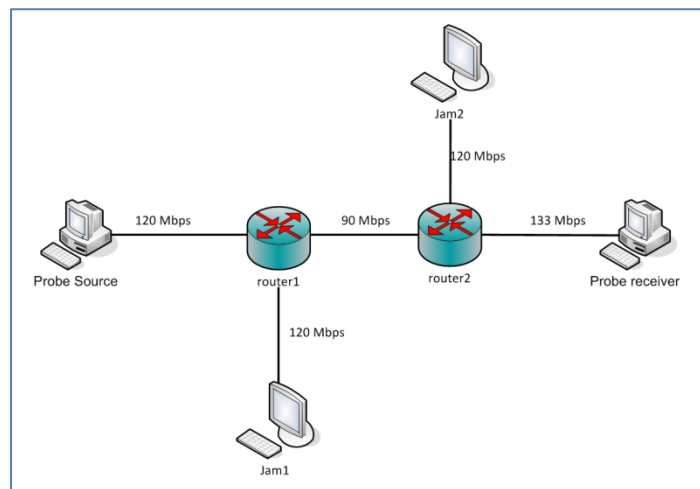 Jam2
120 Mbps
120 Mbps
90 Mbps
133 Mbps
Probe Source
router1
router2
Probe receiver
120 Mbps
Jam1